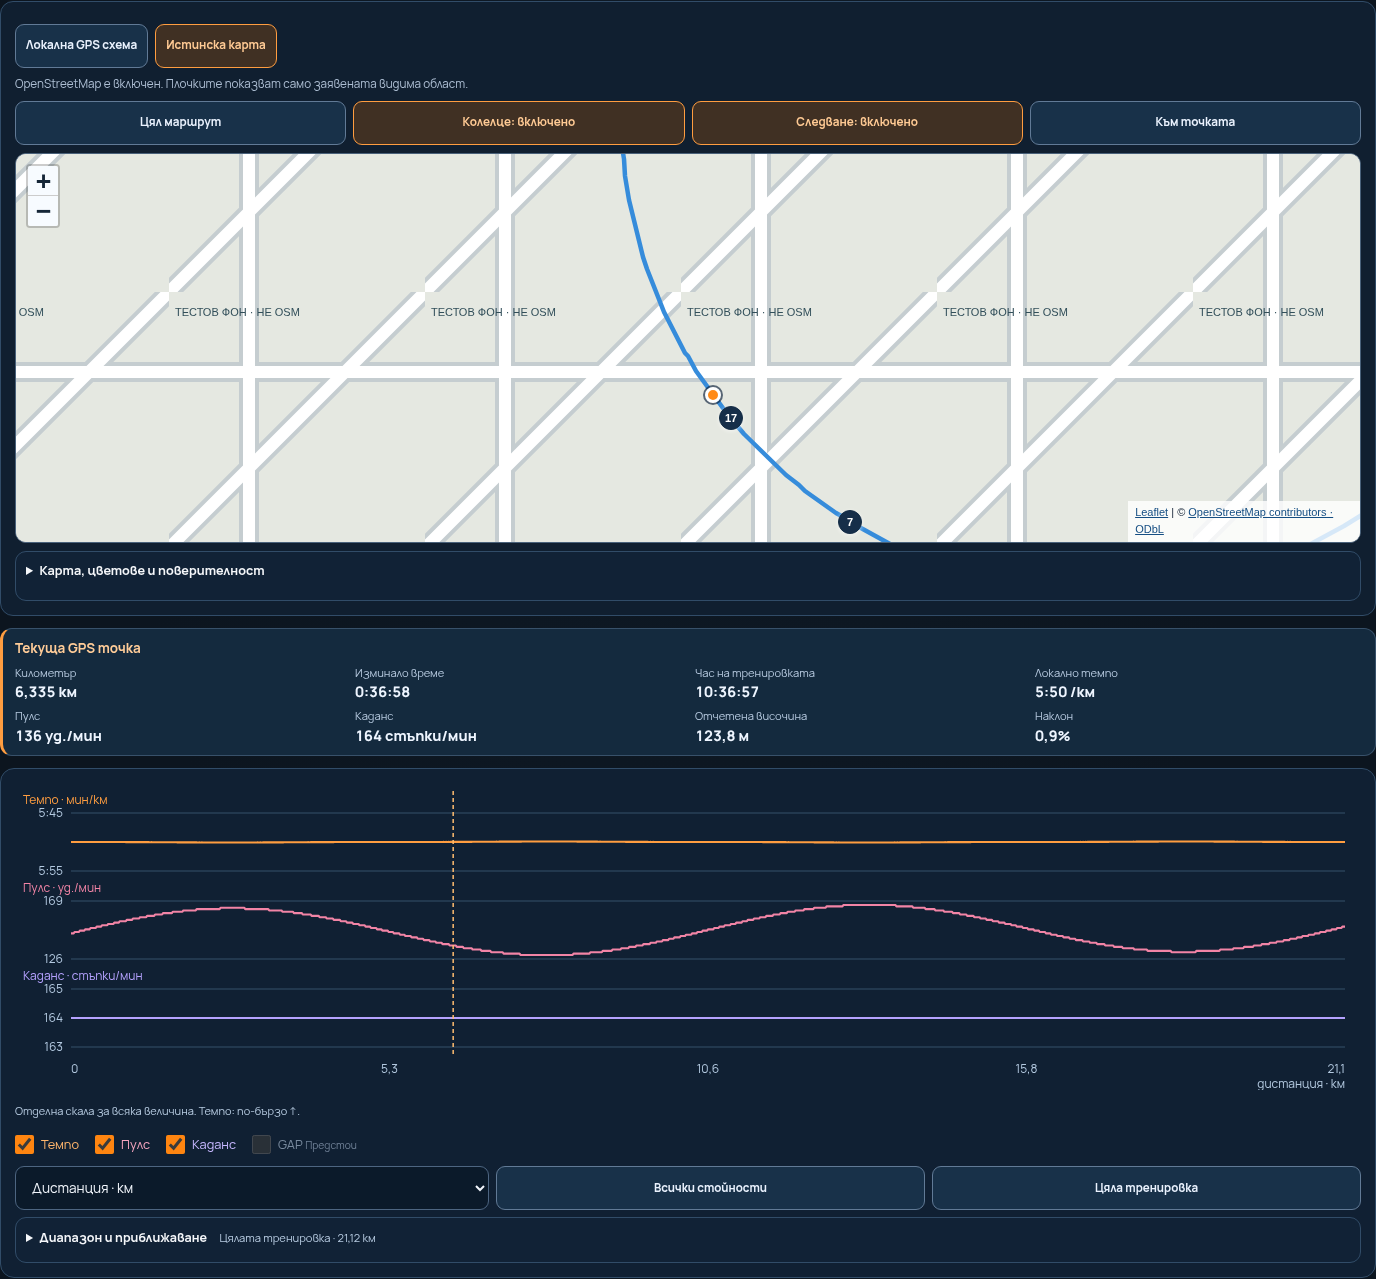 Локална GPS схема
Истинска карта
OpenStreetMap е включен. Плочките показват само заявената видима област.
Цял маршрут
Колелце: включено
Следване: включено
Към точката
+
−
OSM
ТЕСТОВ ФОН · НЕ OSM
ТЕСТОВ ФОН · НЕ OSM
ТЕСТОВ ФОН · НЕ OSM
ТЕСТОВ ФОН · НЕ OSM
ТЕСТОВ ФОН · НЕ OSM
17
7
Leaflet | © OpenStreetMap contributors ·
ODbL
Карта, цветове и поверителност
Текуща GPS точка
Километър
6,335 км
Изминало време
0:36:58
Час на тренировката
10:36:57
Локално темпо
5:50 /км
Пулс
136 уд./мин
Каданс
164 стъпки/мин
Отчетена височина
123,8 м
Наклон
0,9%
Темпо · мин/км
5:45
5:55
Пулс · уд./мин
169
126
Каданс · стъпки/мин
165
164
163
0
5,3
10,6
15,8
21,1
дистанция · км
Отделна скала за всяка величина. Темпо: по-бързо ↑.
Темпо
Пулс
Каданс
GAP Предстои
Дистанция · км
Всички стойности
Цяла тренировка
Диапазон и приближаване Цялата тренировка · 21,12 км